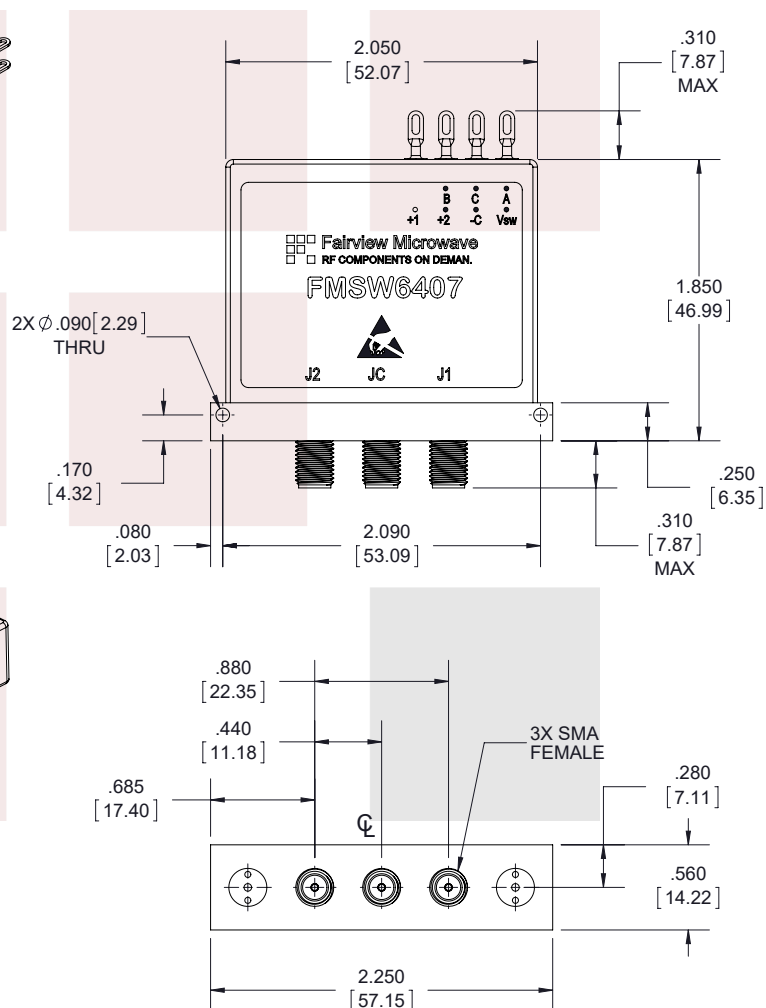 2.050
[52.07]
.310
[7.87]
MAX
B C A
+1 +2 -C Vsw
Fairview Microwave
RF COMPONENTS ON DEMAN.
FMSW6407
1.850
[46.99]
2X Ø.090[2.29]
THRU
J2 JC J1
.170
[4.32]
.250
[6.35]
.080
[2.03]
2.090
[53.09]
.310
[7.87]
MAX
.880
[22.35]
.440
[11.18]
3X SMA
FEMALE
.685
[17.40]
.280
[7.11]
℄
.560
[14.22]
2.250
[57.15]